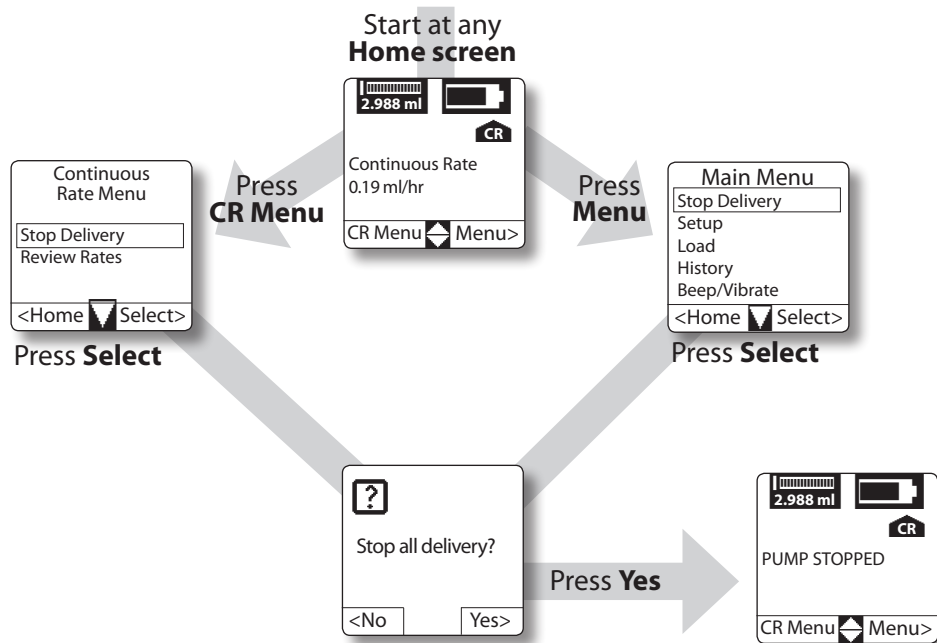 Start at any
Home screen
2.988 ml
CR
Continuous Rate
0.19 ml/hr
CR Menu Menu>
Press
CR Menu
Press
Menu
Continuous
Rate Menu
Stop Delivery
Review Rates
<Home Select>
Press Select
Main Menu
Stop Delivery
Setup
Load
History
Beep/Vibrate
<Home Select>
Press Select
?
Stop all delivery?
<No Yes>
Press Yes
2.988 ml
CR
PUMP STOPPED
CR Menu Menu>